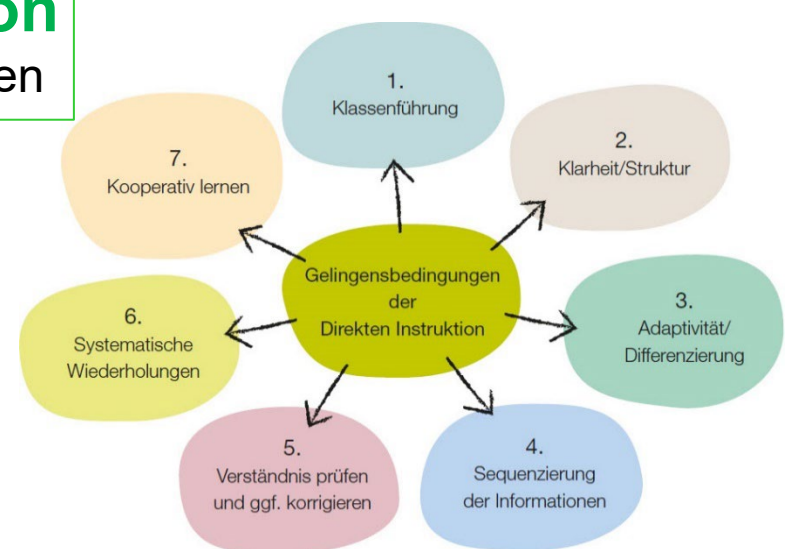 on
en
1.
Klassenführung
2.
Klarheit/Struktur
3.
Adaptivität/
Differenzierung
4.
Sequenzierung
der Informationen
5.
Verständnis prüfen
und ggf. korrigieren
6.
Systematische
Wiederholungen
7.
Kooperativ lernen
Gelingensbedingungen
der
Direkten Instruktion